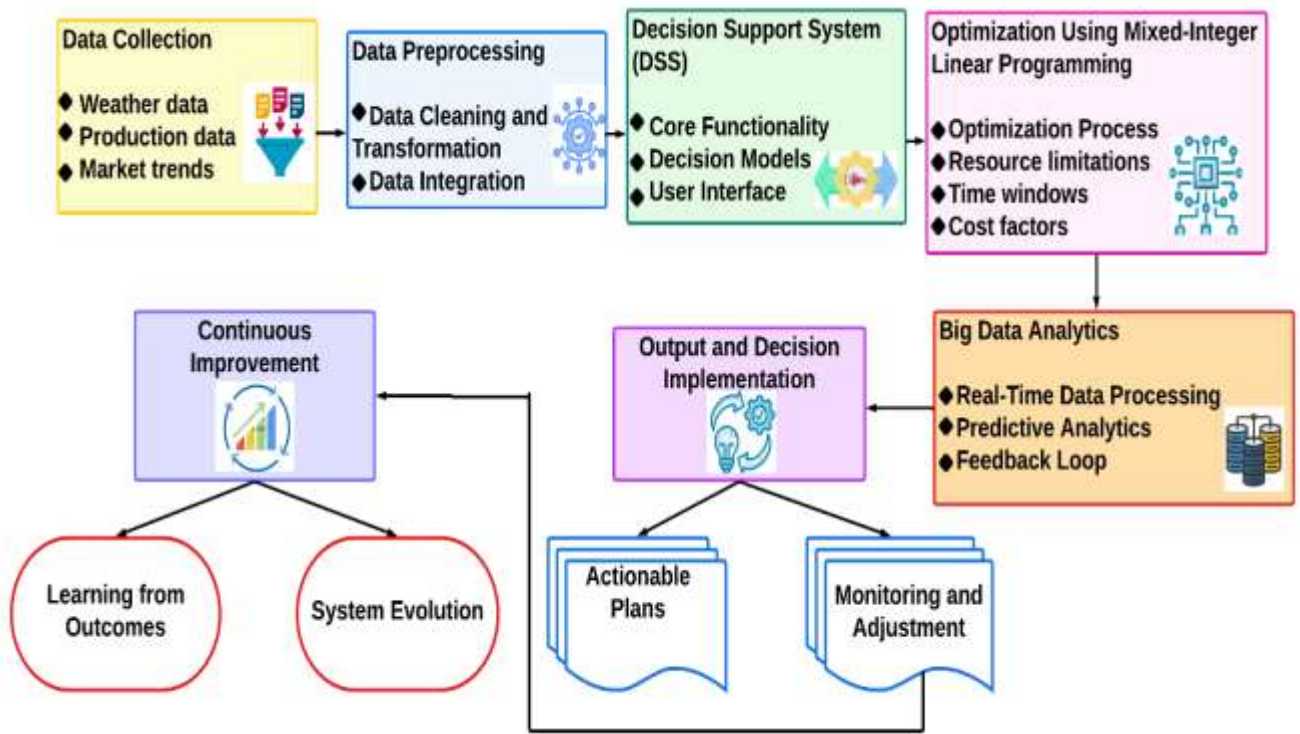 Data Collection
◆ Weather data
◆ Production data
◆ Market trends
Data Preprocessing
◆Data Cleaning and
Transformation
◆Data Integration
Decision Support System
(DSS)
◆ Core Functionality
◆ Decision Models
◆ User Interface
Optimization Using Mixed-Integer
Linear Programming
◆Optimization Process
◆Resource limitations
◆Time windows
◆Cost factors
Big Data Analytics
◆Real-Time Data Processing
◆Predictive Analytics
◆Feedback Loop
Output and Decision
Implementation
Actionable
Plans
Monitoring and
Adjustment
Continuous
Improvement
Learning from
Outcomes
System Evolution